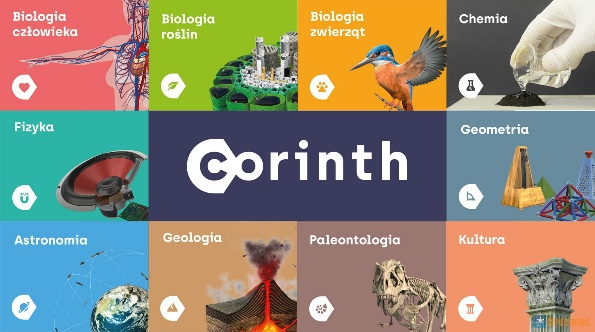 Biologia
człowieka
Biologia
roślin
Biologia
zwierząt
Chemia
Fizyka
corinth
Geometria
Astronomia
Geologia
Paleontologia
Kultura